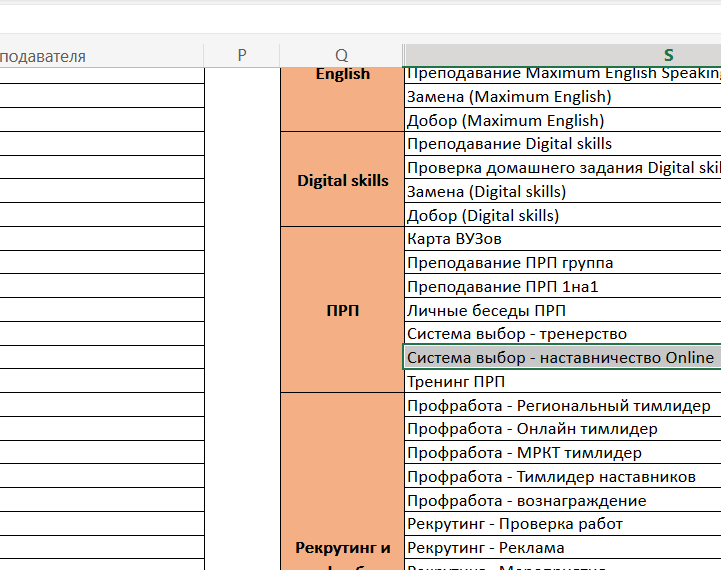 подавателя
P
Q
S
English
Преподавание Maximum English Speaking
Замена (Maximum English)
Добор (Maximum English)
Digital skills
Преподавание Digital skills
Проверка домашнего задания Digital skil
Замена (Digital skills)
Добор (Digital skills)
ПРП
Карта ВУЗов
Преподавание ПРП группа
Преподавание ПРП 1на1
Личные беседы ПРП
Система выбор - тренерство
Система выбор - наставничество Online
Тренинг ПРП
Рекрутинг и
Профработа - Региональный тимлидер
Профработа - Онлайн тимлидер
Профработа - МРКТ тимлидер
Профработа - Тимлидер наставников
Профработа - вознаграждение
Рекрутинг - Проверка работ
Рекрутинг - Реклама
Рекрутинг - Мероприятия